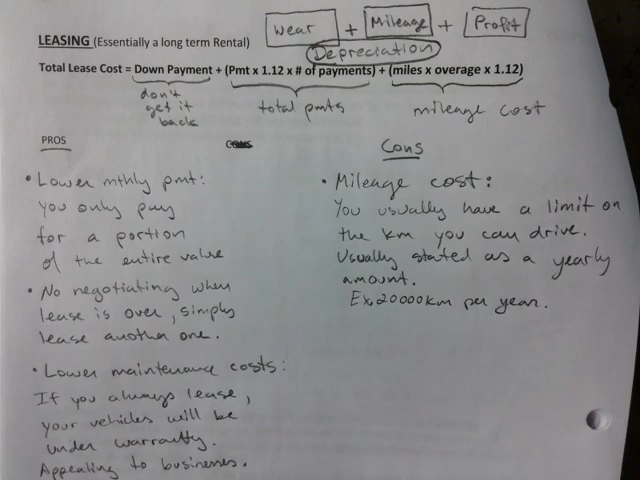 Wear + Mileage + Profit
LEASING (Essentially a long term Rental)
Depreciation
Total Lease Cost = Down Payment + (Pmt x 1.12 x # of payments) + (miles x overage x 1.12)
don't
get it
back
total pmts
mileage cost
PROS
CONS
Cons
• Lower mthly pmt:
You only pay
for a portion
of the entire value
• No negotiating when
lease is over, simply
lease another one.
• Lower maintenance costs:
If you always lease,
your vehicles will be
under warranty.
Appealing to businesses.
• Mileage cost:
You usually have a limit on
the km you can drive.
Usually stated as a yearly
amount.
Ex. 20000km per year.